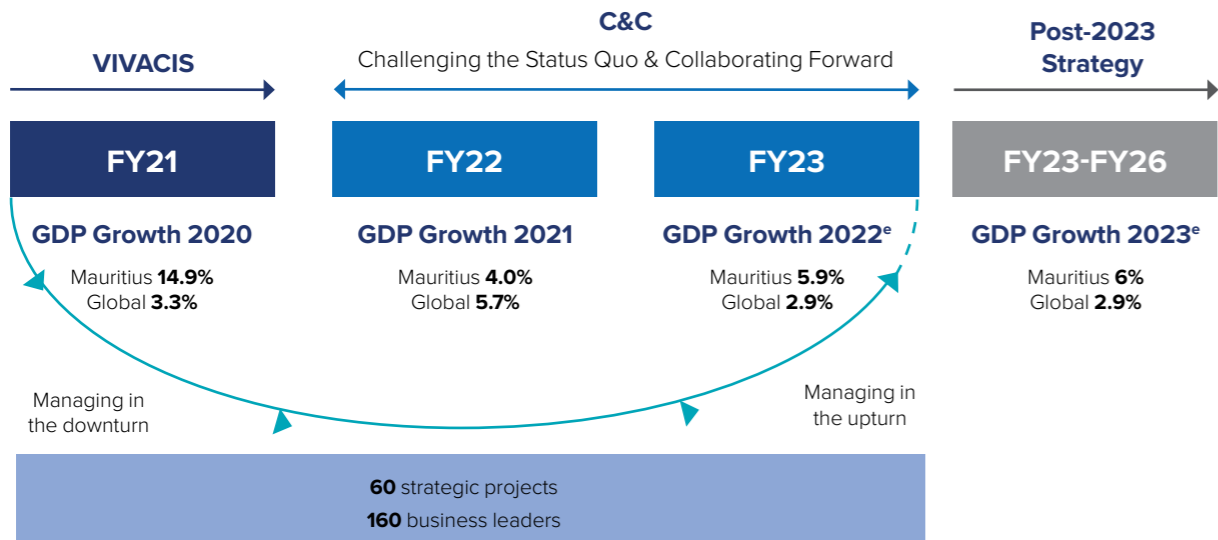 VIVACIS
C&C
Challenging the Status Quo & Collaborating Forward
Post-2023
Strategy
FY21
FY22
FY23
FY23-FY26
GDP Growth 2020
Mauritius 14.9%
Global 3.3%
GDP Growth 2021
Mauritius 4.0%
Global 5.7%
GDP Growth 2022ᵉ
Mauritius 5.9%
Global 2.9%
GDP Growth 2023ᵉ
Mauritius 6%
Global 2.9%
Managing in
the downturn
Managing in
the upturn
60 strategic projects
160 business leaders